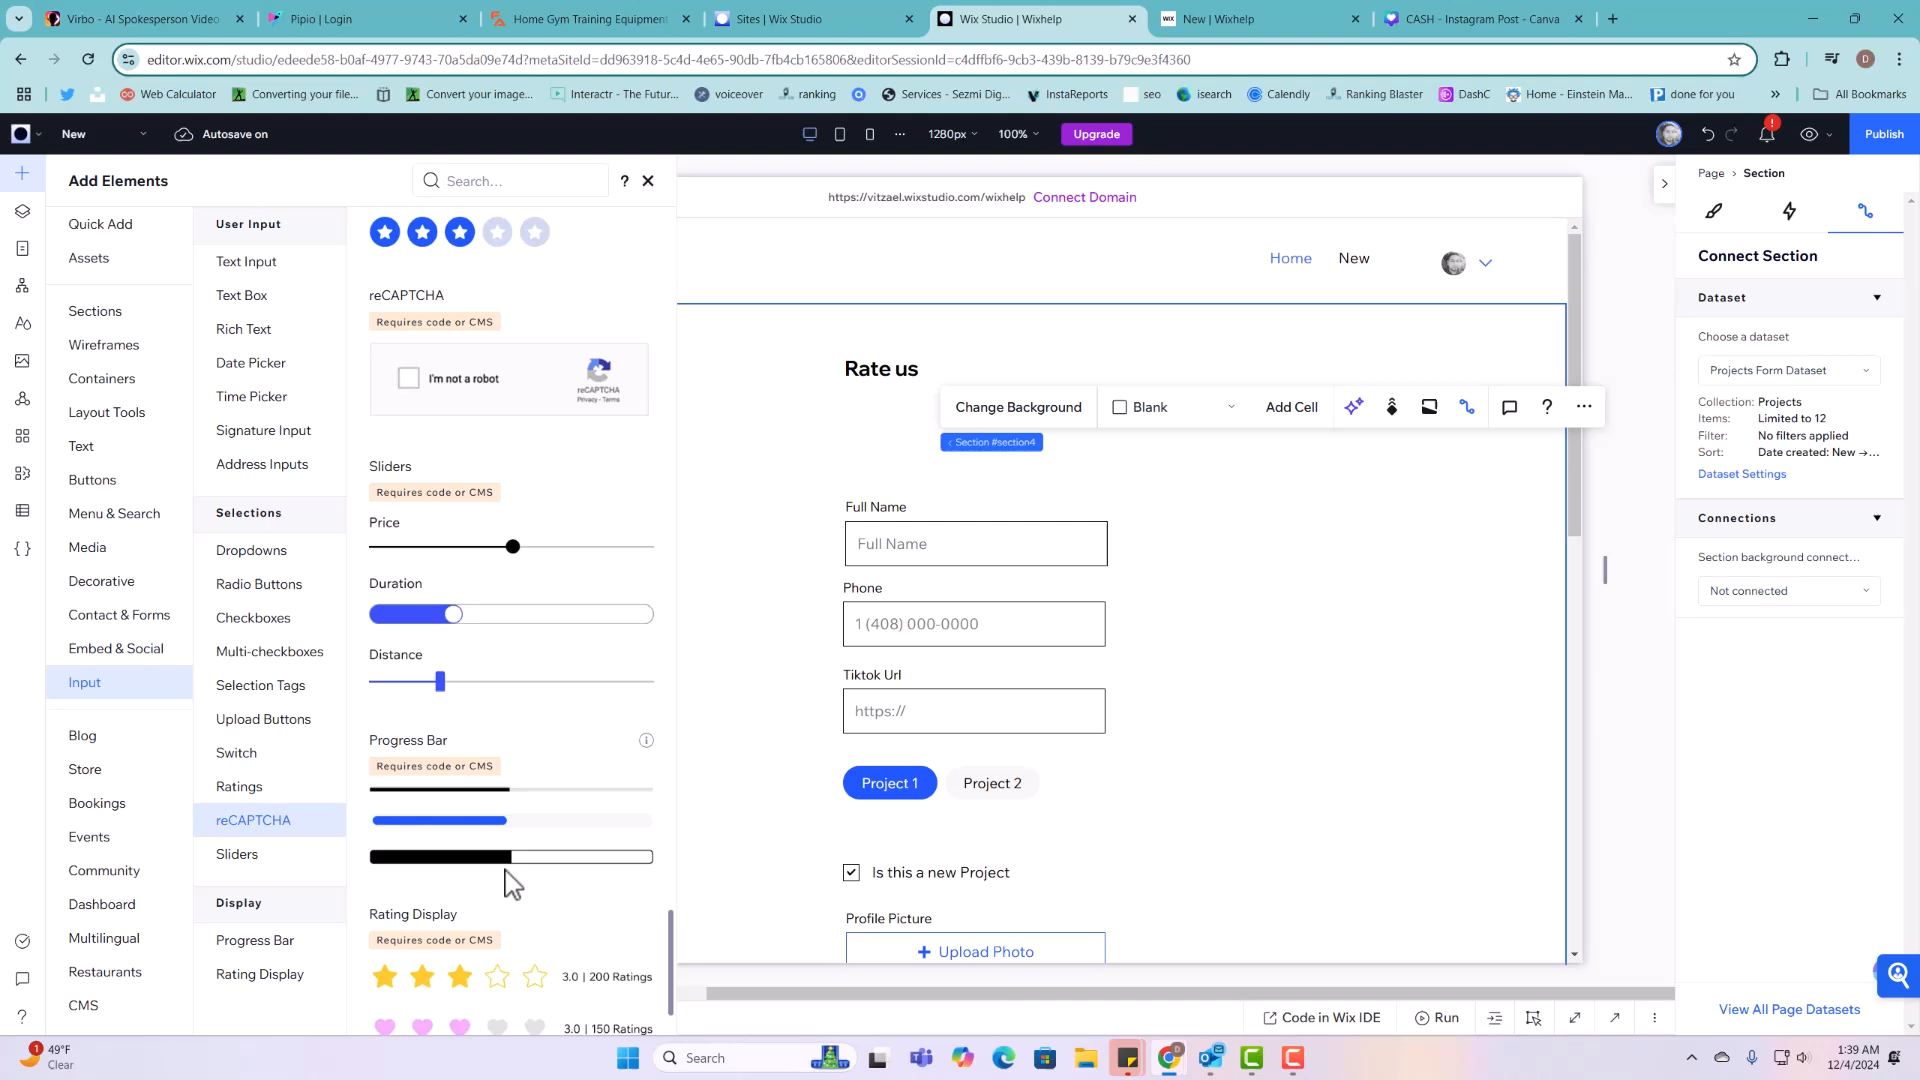 Virbo - AI Spokesperson Video
Pipio | Login
Home Gym Training Equipment
Sites | Wix Studio
Wix Studio | Wixhelp
New | Wixhelp
CASH - Instagram Post - Canva
editor.wix.com/studio/edeede58-b0af-4977-9743-70a5da09e74d?metaSiteId=dd963918-5c4d-4e65-90db-7fb4cb165806&editorSessionId=c4dffbf6-9cb3-439b-8139-b79c9e3f4360
Web Calculator
Converting your file...
Convert your image...
Interactr - The Futur...
voiceover
ranking
Services - Sezmi Dig...
InstaReports
seo
isearch
Calendly
Ranking Blaster
DashC
Home - Einstein Ma...
done for you
All Bookmarks
New
Autosave on
1280px
100%
Upgrade
Publish
Add Elements
Search...
Quick Add
Assets
Sections
Wireframes
Containers
Layout Tools
Text
Buttons
Menu & Search
Media
Decorative
Contact & Forms
Embed & Social
Input
Blog
Store
Bookings
Events
Community
Dashboard
Multilingual
Restaurants
CMS
User Input
Text Input
Text Box
Rich Text
Date Picker
Time Picker
Signature Input
Address Inputs
Selections
Dropdowns
Radio Buttons
Checkboxes
Multi-checkboxes
Selection Tags
Upload Buttons
Switch
Ratings
reCAPTCHA
Sliders
Display
Progress Bar
Rating Display
reCAPTCHA
Requires code or CMS
I'm not a robot
reCAPTCHA
Privacy - Terms
Sliders
Requires code or CMS
Price
Duration
Distance
Progress Bar
Requires code or CMS
Rating Display
Requires code or CMS
3.0 | 200 Ratings
3.0 | 150 Ratings
https://vitzael.wixstudio.com/wixhelp Connect Domain
Home
New
Rate us
Change Background
Blank
Add Cell
Section #section4
Full Name
Full Name
Phone
1 (408) 000-0000
Tiktok Url
https://
Project 1
Project 2
Is this a new Project
Profile Picture
+ Upload Photo
Code in Wix IDE
Run
Page > Section
Connect Section
Dataset
Choose a dataset
Projects Form Dataset
Collection: Projects
Items: Limited to 12
Filter: No filters applied
Sort: Date created: New →...
Dataset Settings
Connections
Section background connect...
Not connected
View All Page Datasets
1
49°F
Clear
Search
1:39 AM
12/4/2024